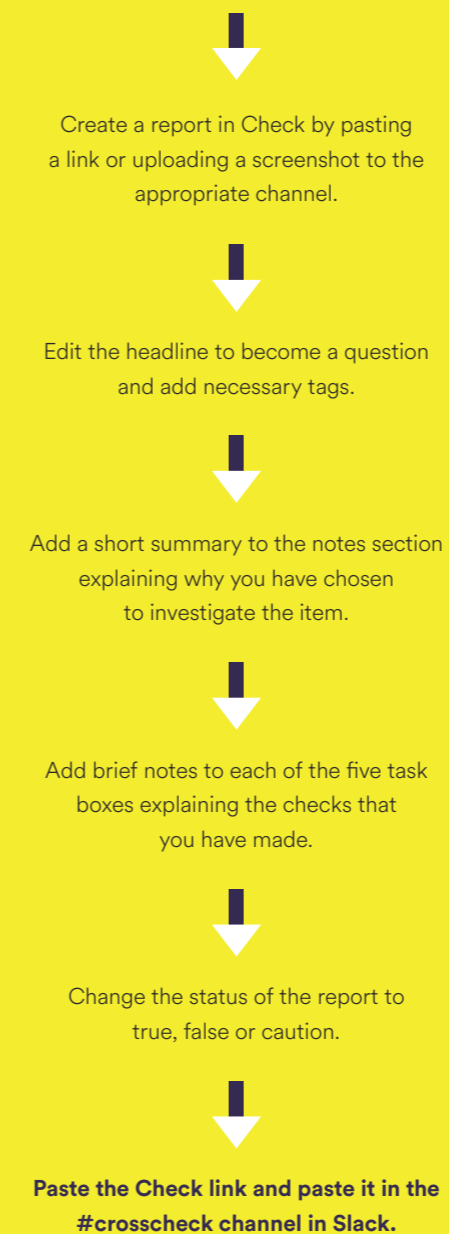 Create a report in Check by pasting
a link or uploading a screenshot to the
appropriate channel.
Edit the headline to become a question
and add necessary tags.
Add a short summary to the notes section
explaining why you have chosen
to investigate the item.
Add brief notes to each of the five task
boxes explaining the checks that
you have made.
Change the status of the report to
true, false or caution.
Paste the Check link and paste it in the
#crosscheck channel in Slack.